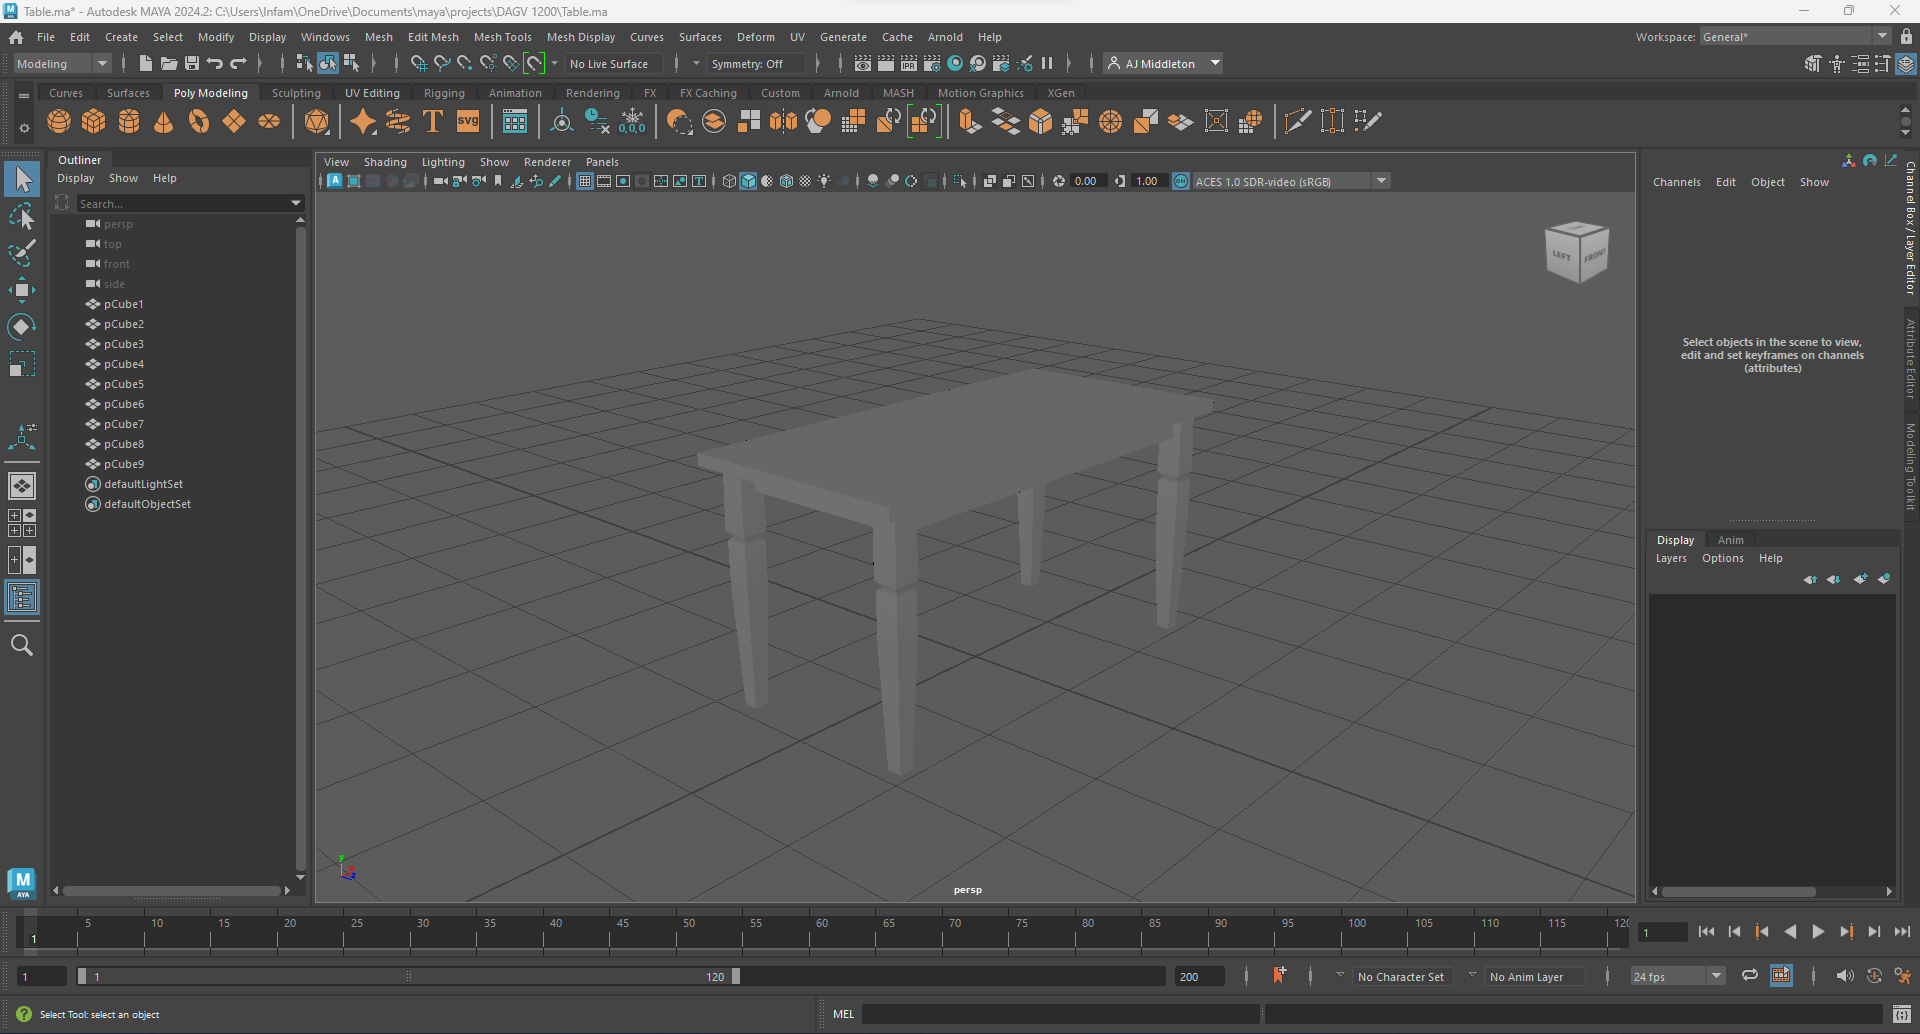 Table.ma* - Autodesk MAYA 2024.2: C:\Users\Infam\OneDrive\Documents\maya\projects\DAGV 1200\Table.ma
File Edit Create Select Modify Display Windows Mesh Edit Mesh Mesh Tools Mesh Display Curves Surfaces Deform UV Generate Cache Arnold Help
Workspace: General*
Modeling
No Live Surface
Symmetry: Off
IPR
AJ Middleton
Curves Surfaces Poly Modeling Sculpting UV Editing Rigging Animation Rendering FX FX Caching Custom Arnold MASH Motion Graphics XGen
T
SVG
0,0,0
Outliner
Display Show Help
Search...
persp
top
front
side
pCube1
pCube2
pCube3
pCube4
pCube5
pCube6
pCube7
pCube8
pCube9
defaultLightSet
defaultObjectSet
View Shading Lighting Show Renderer Panels
A
0.00
1.00
ON
ACES 1.0 SDR-video (sRGB)
LEFT
FRONT
y
x
z
persp
Channels Edit Object Show
Select objects in the scene to view,
edit and set keyframes on channels
(attributes)
Channel Box / Layer Editor
Attribute Editor
Modeling Toolkit
Display Anim
Layers Options Help
M
AYA
1
5 10 15 20 25 30 35 40 45 50 55 60 65 70 75 80 85 90 95 100 105 110 115 120
1
1
1
120
200
No Character Set
No Anim Layer
24 fps
Select Tool: select an object
MEL